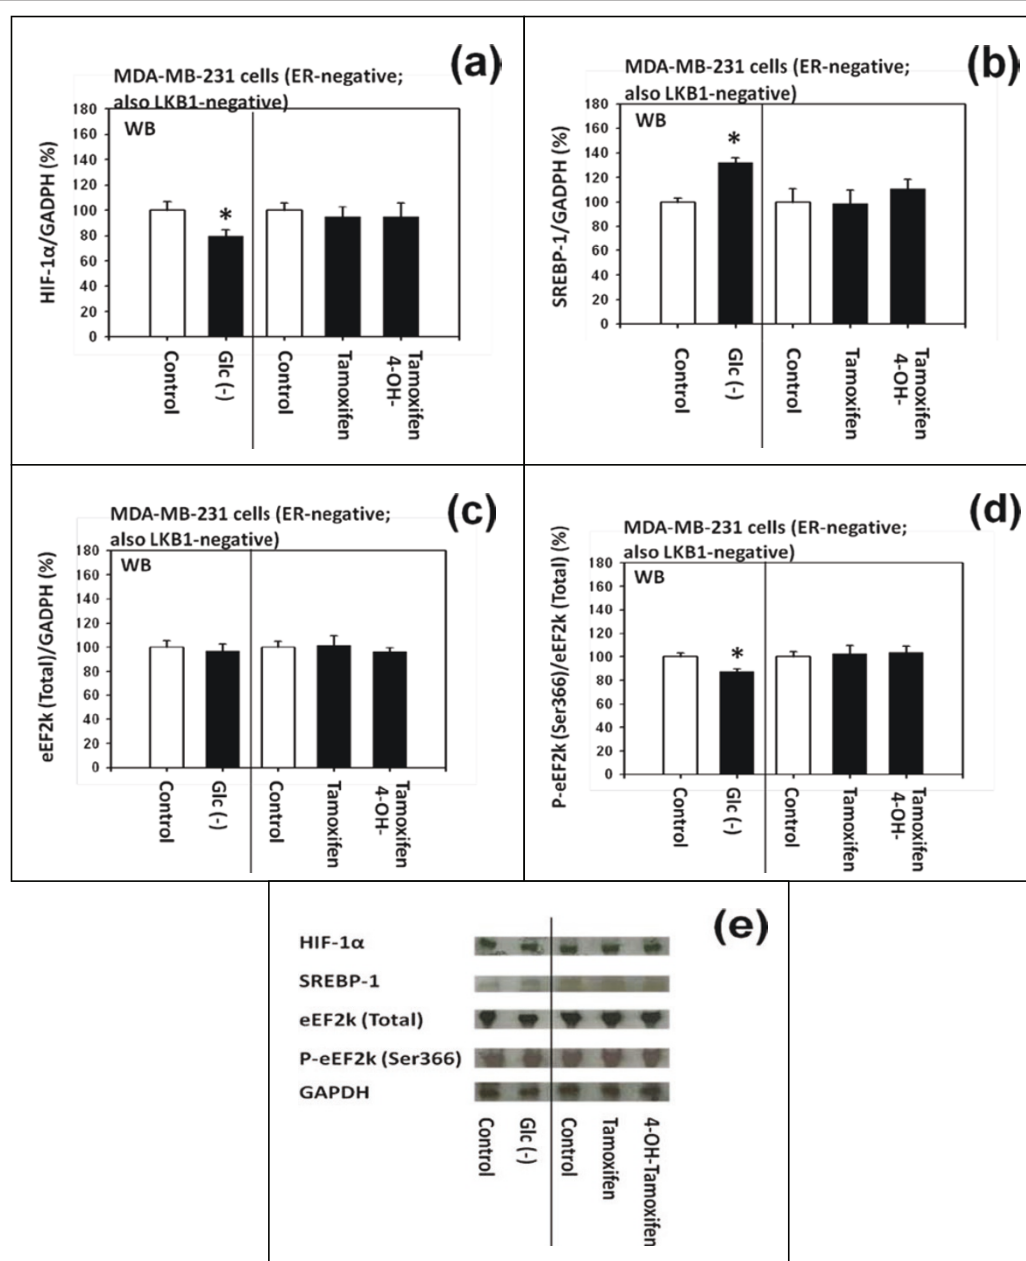 (a)
MDA-MB-231 cells (ER-negative;
also LKB1-negative)
WB
HIF-1α/GADPH (%)
180
160
140
120
100
80
60
40
20
0
*
Control
Glc (-)
Control
Tamoxifen
4-OH-
Tamoxifen
(b)
MDA-MB-231 cells (ER-negative;
also LKB1-negative)
WB
SREBP-1/GADPH (%)
180
160
140
120
100
80
60
40
20
0
*
Control
Glc (-)
Control
Tamoxifen
4-OH-
Tamoxifen
(c)
MDA-MB-231 cells (ER-negative;
also LKB1-negative)
WB
eEF2k (Total)/GADPH (%)
180
160
140
120
100
80
60
40
20
0
Control
Glc (-)
Control
Tamoxifen
4-OH-
Tamoxifen
(d)
MDA-MB-231 cells (ER-negative;
also LKB1-negative)
WB
P-eEF2k (Ser366)/eEF2k (Total) (%)
180
160
140
120
100
80
60
40
20
0
*
Control
Glc (-)
Control
Tamoxifen
4-OH-
Tamoxifen
(e)
HIF-1α
SREBP-1
eEF2k (Total)
P-eEF2k (Ser366)
GAPDH
Control
Glc (-)
Control
Tamoxifen
4-OH-Tamoxifen